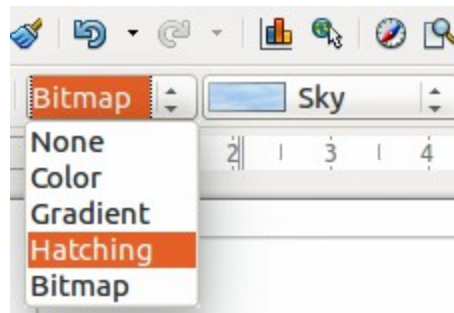 Bitmap Sky
None
2 3 4
Color
Gradient
Hatching
Bitmap